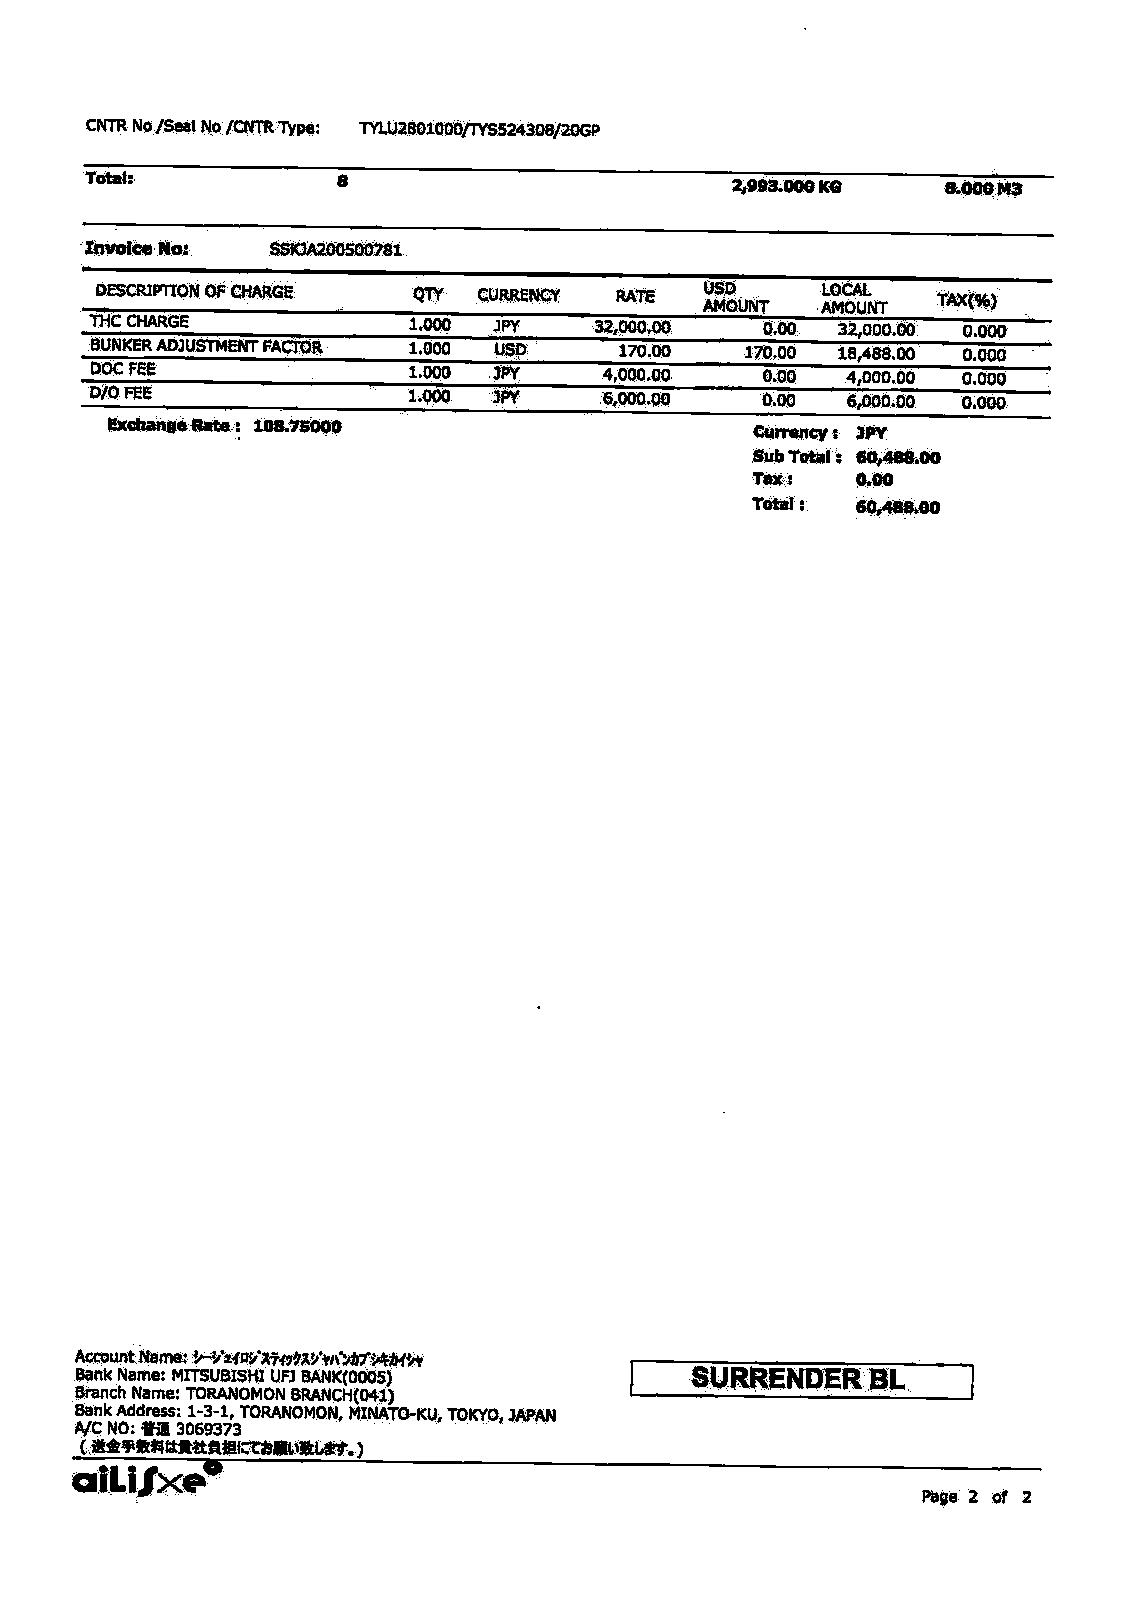 CNTR No /Seal No /CNTR Type: TYLU2801000/TYS524308/20GP
Total: 8 2,993.000 KG 8.000 M3
Invoice No: SSKJA200500781
DESCRIPTION OF CHARGE QTY CURRENCY RATE USD AMOUNT LOCAL AMOUNT TAX(%)
THC CHARGE 1.000 JPY 32,000.00 0.00 32,000.00 0.000
BUNKER ADJUSTMENT FACTOR 1.000 USD 170.00 170.00 18,488.00 0.000
DOC FEE 1.000 JPY 4,000.00 0.00 4,000.00 0.000
D/O FEE 1.000 JPY 6,000.00 0.00 6,000.00 0.000
Exchange Rate : 108.75000
Currency : JPY
Sub Total : 60,488.00
Tax : 0.00
Total : 60,488.00
Account Name: シージェイロジスティックスジャパンカブシキカイシャ
Bank Name: MITSUBISHI UFJ BANK(0005)
Branch Name: TORANOMON BRANCH(041)
Bank Address: 1-3-1, TORANOMON, MINATO-KU, TOKYO, JAPAN
A/C NO: 普通 3069373
(送金手数料は貴社負担にてお願い致します。)
SURRENDER BL
Page 2 of 2